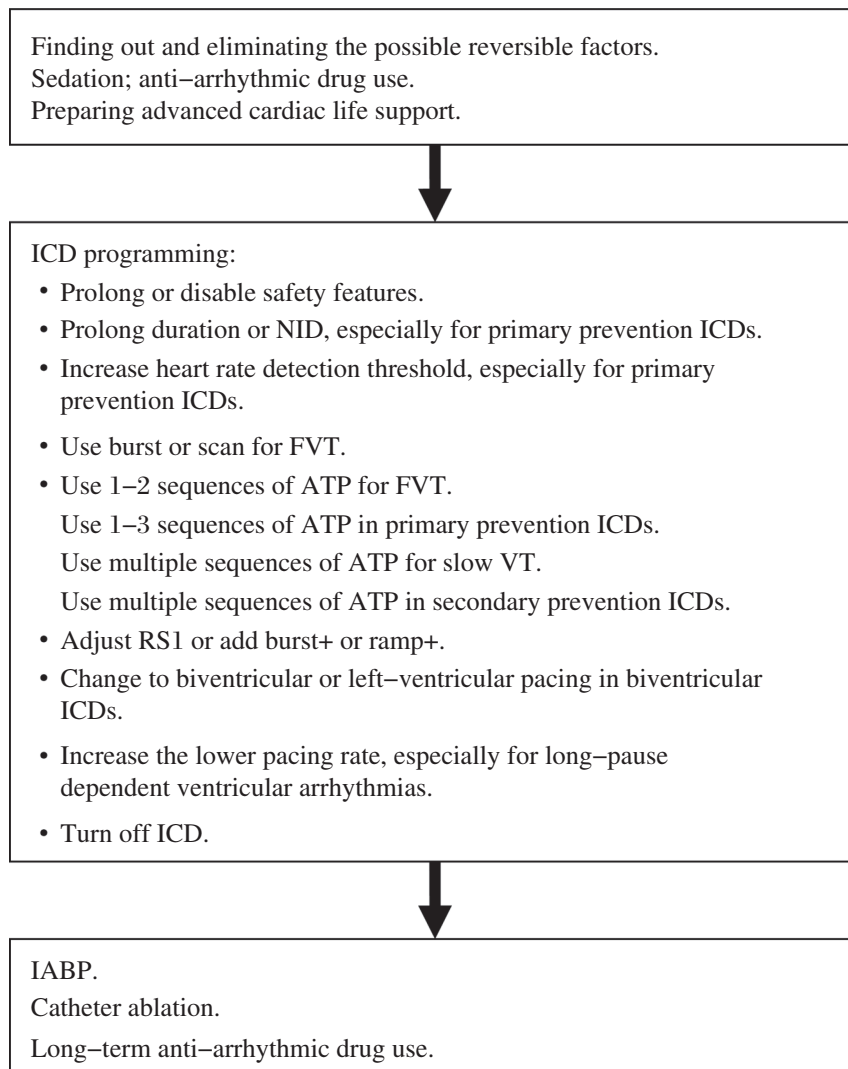 Finding out and eliminating the possible reversible factors.
Sedation; anti−arrhythmic drug use.
Preparing advanced cardiac life support.
ICD programming:
• Prolong or disable safety features.
• Prolong duration or NID, especially for primary prevention ICDs.
• Increase heart rate detection threshold, especially for primary
prevention ICDs.
• Use burst or scan for FVT.
• Use 1−2 sequences of ATP for FVT.
Use 1−3 sequences of ATP in primary prevention ICDs.
Use multiple sequences of ATP for slow VT.
Use multiple sequences of ATP in secondary prevention ICDs.
• Adjust RS1 or add burst+ or ramp+.
• Change to biventricular or left−ventricular pacing in biventricular
ICDs.
• Increase the lower pacing rate, especially for long−pause
dependent ventricular arrhythmias.
• Turn off ICD.
IABP.
Catheter ablation.
Long−term anti−arrhythmic drug use.